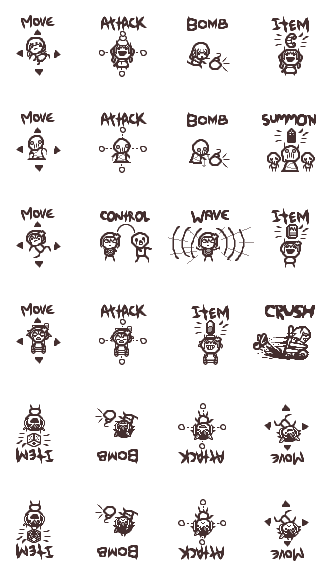 MOVE ATTACK BOMB ITEM
MOVE ATTACK BOMB SUMMON
MOVE CONTROL WAVE ITEM
MOVE ATTACK ITEM CRUSH
ITEM BOMB ATTACK MOVE
ITEM BOMB ATTACK MOVE